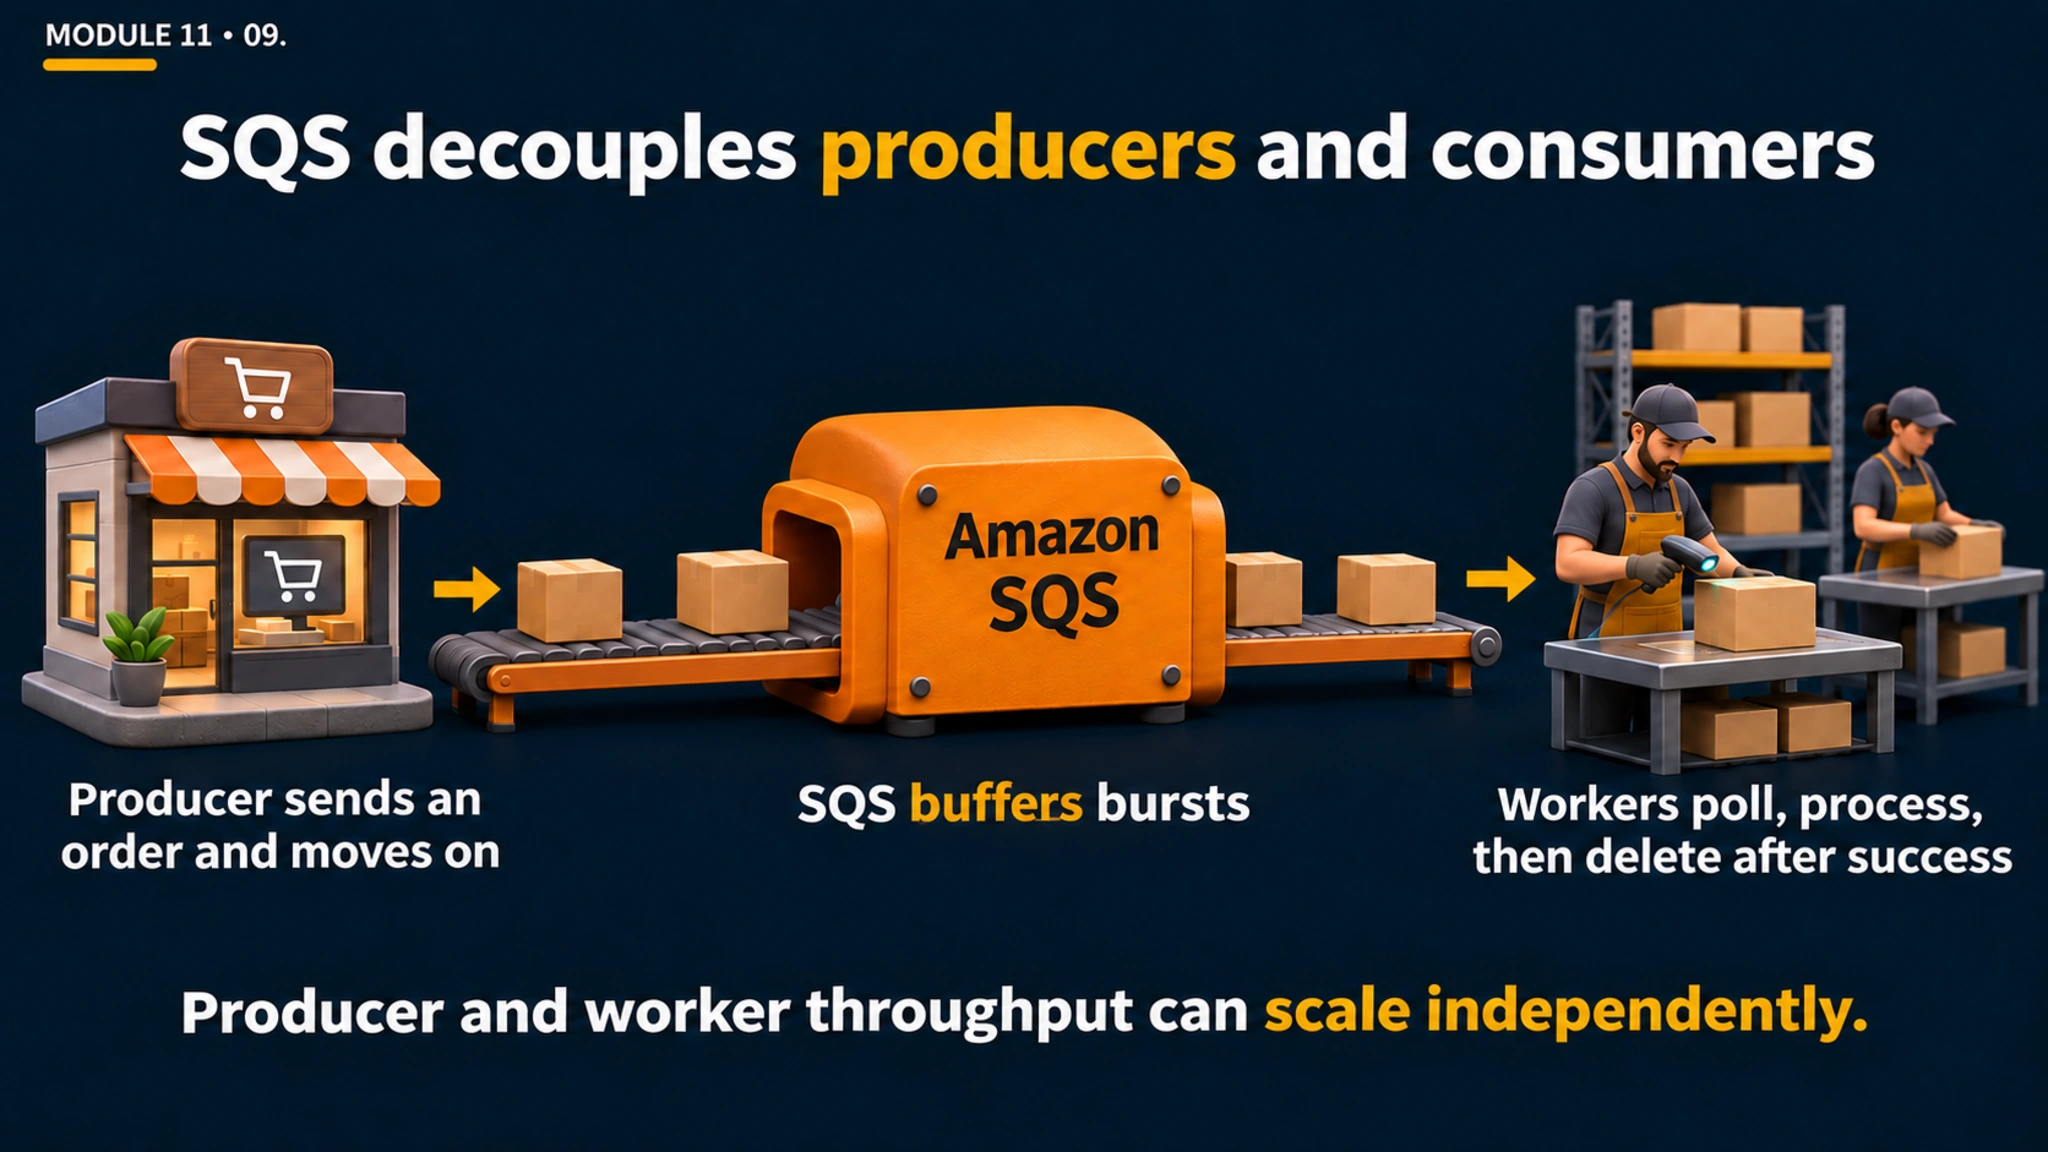 MODULE 11 • 09.
SQS decouples producers and consumers
Amazon
SQS
Producer sends an
order and moves on
SQS buffers bursts
Workers poll, process,
then delete after success
Producer and worker throughput can scale independently.